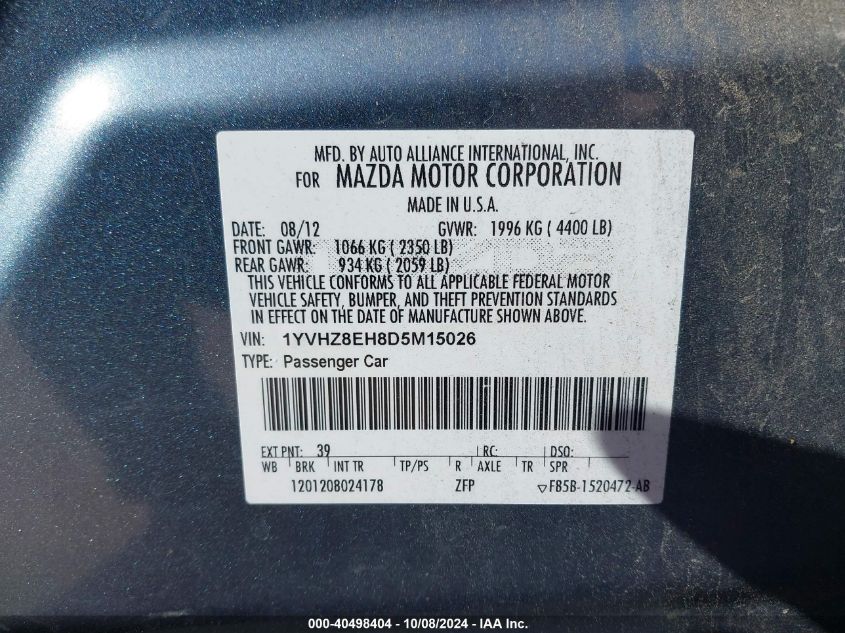 MFD. BY AUTO ALLIANCE INTERNATIONAL, INC.
FOR MAZDA MOTOR CORPORATION
MADE IN U.S.A.
DATE: 08/12 GVWR: 1996 KG ( 4400 LB)
FRONT GAWR: 1066 KG ( 2350 LB)
REAR GAWR: 934 KG ( 2059 LB)
THIS VEHICLE CONFORMS TO ALL APPLICABLE FEDERAL MOTOR
VEHICLE SAFETY, BUMPER, AND THEFT PREVENTION STANDARDS
IN EFFECT ON THE DATE OF MANUFACTURE SHOWN ABOVE.
VIN: 1YVHZ8EH8D5M15026
TYPE: Passenger Car
EXT PNT: 39 RC: DSO:
WB BRK INT TR TP/PS R AXLE TR SPR
1201208024178 ZFP ▽F85B-1520472-AB
000-40498404 - 10/08/2024 - IAA Inc.